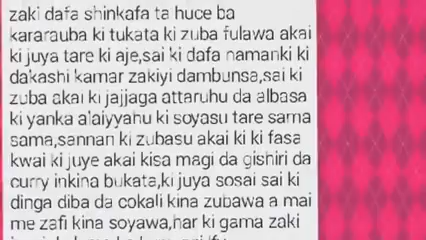 zaki dafa shinkafa ta huce ba
kararauba ki tukata ki zuba fulawa akai
ki juya tare ki aje,sai ki dafa namanki ki
dakashi kamar zakiyi dambunsa,sai ki
zuba akai ki jajjaga attaruhu da albasa
ki yanka alaiyyahu ki soyasu tare sama
sama,sannan ki zubasu akai ki ki fasa
kwai ki juye akai kisa magi da gishiri da
curry inkina bukata,ki juya sosai sai ki
dinga diba da cokali kina zubawa a mai
me zafi kina soyawa,har ki gama zaki